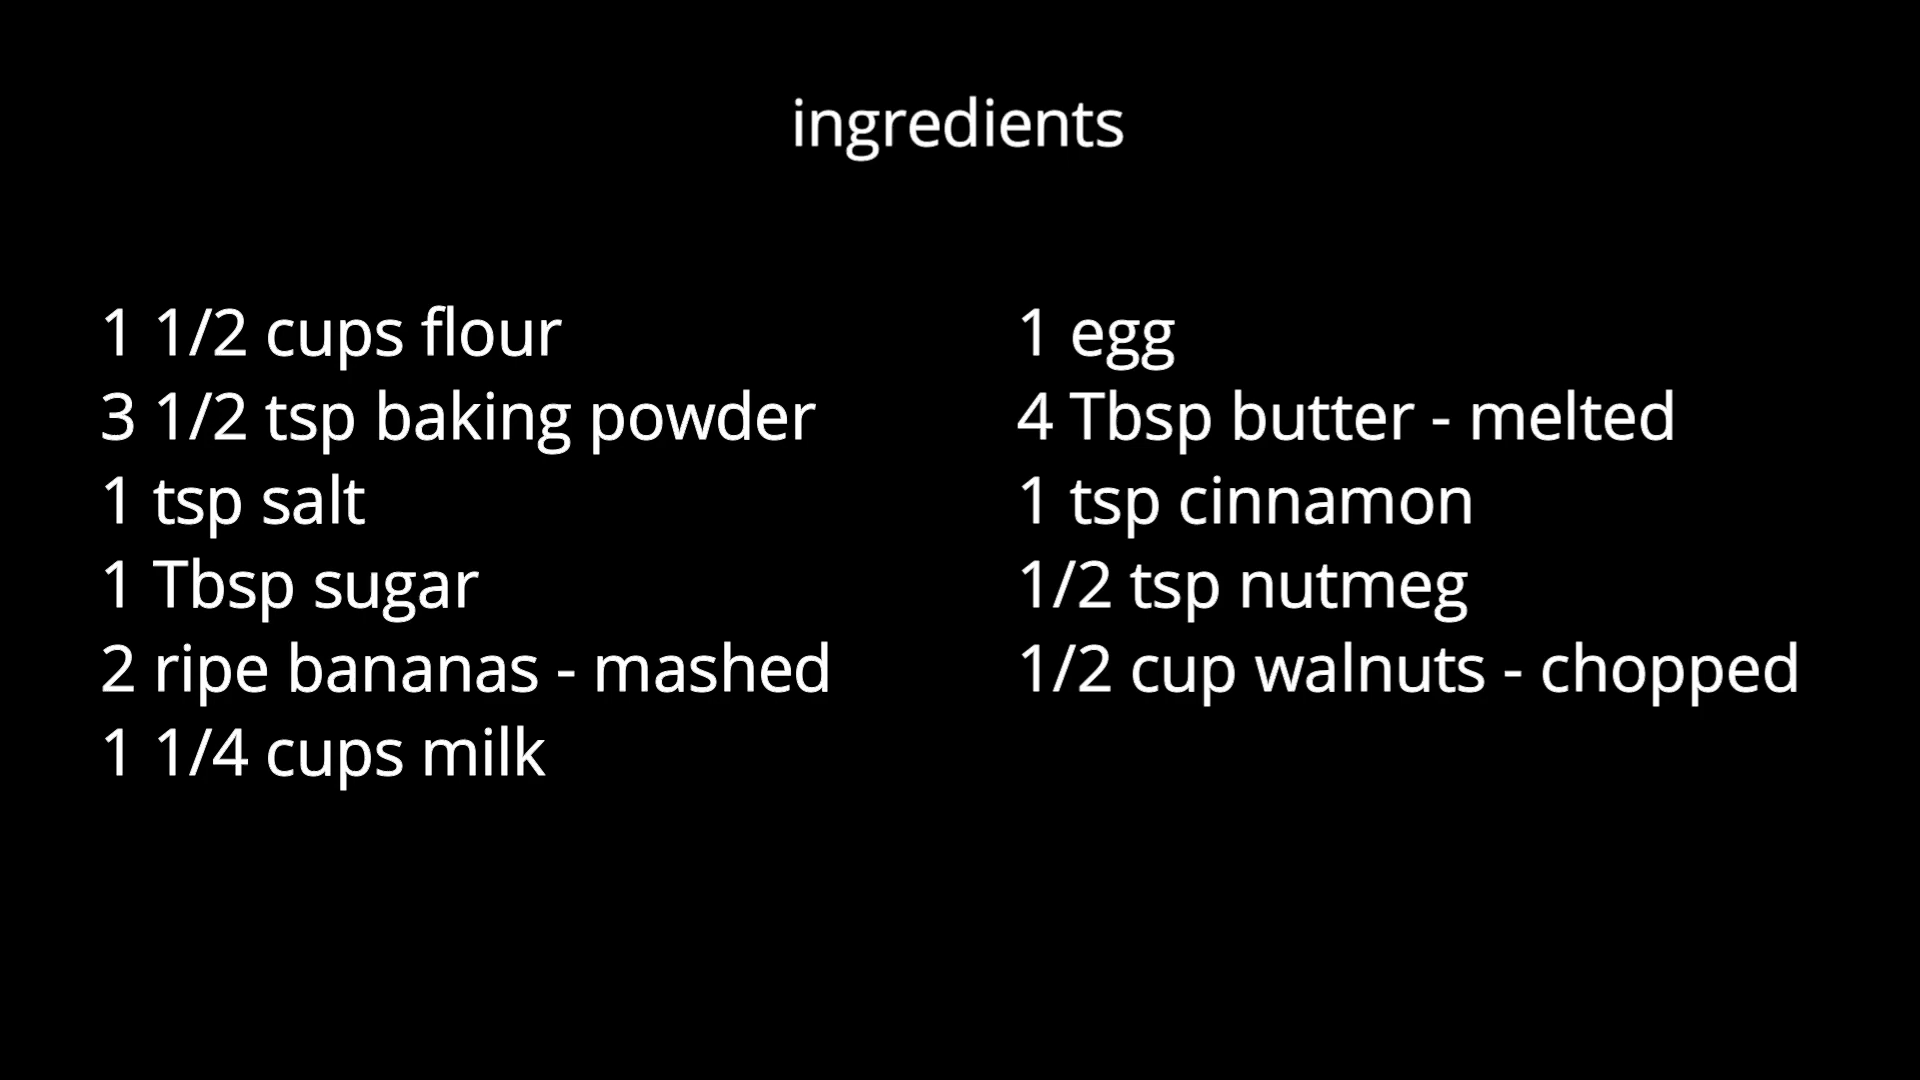 ingredients
1 1/2 cups flour
3 1/2 tsp baking powder
1 tsp salt
1 Tbsp sugar
2 ripe bananas - mashed
1 1/4 cups milk
1 egg
4 Tbsp butter - melted
1 tsp cinnamon
1/2 tsp nutmeg
1/2 cup walnuts - chopped